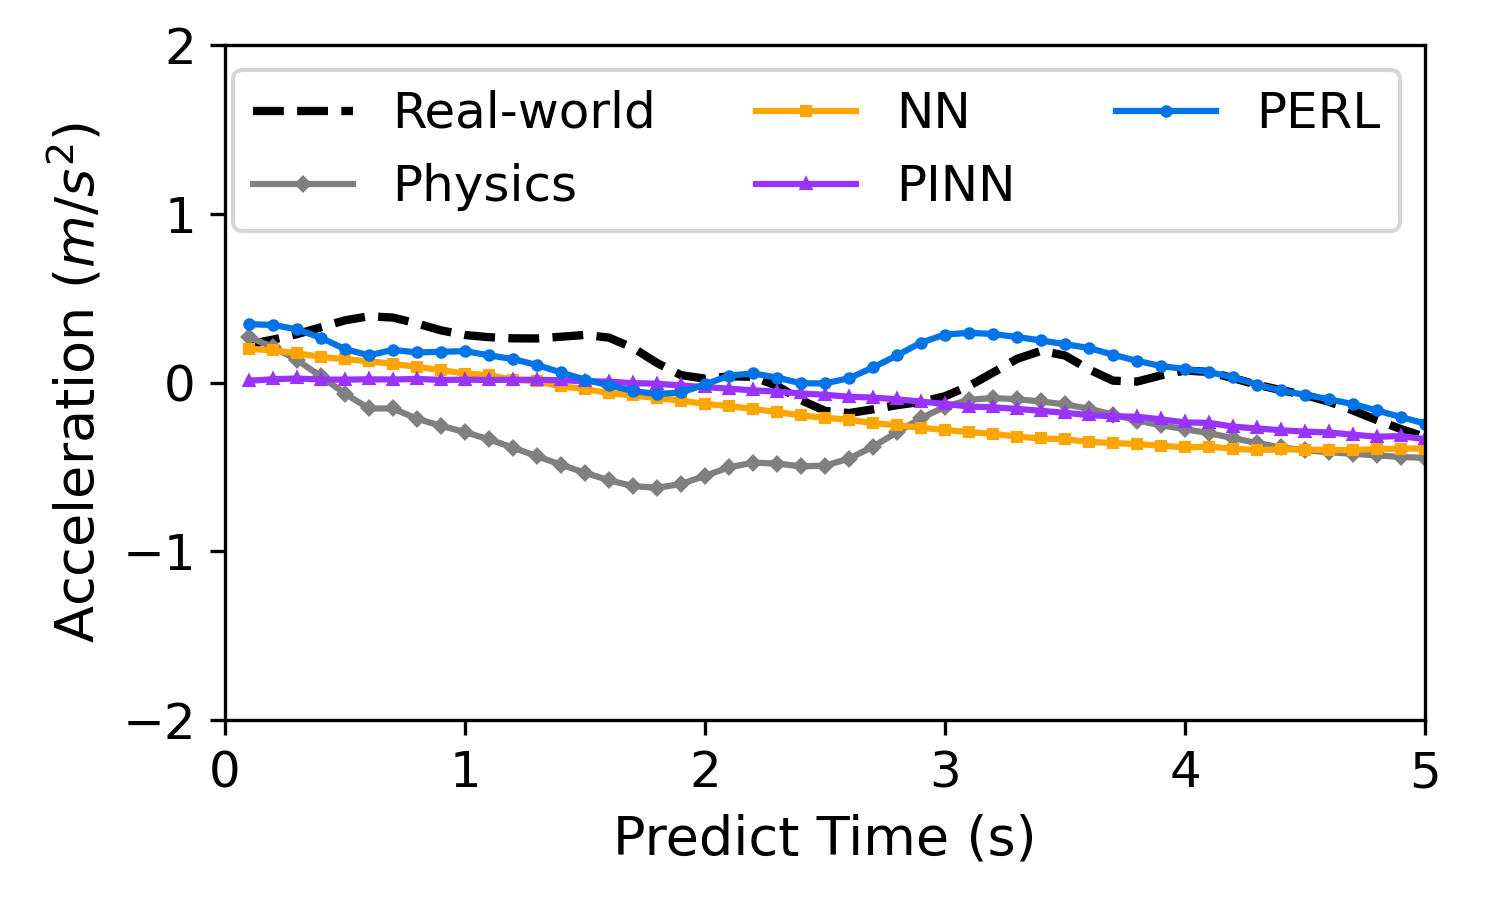 Acceleration (m/s²)
2
1
0
−1
−2
Real-world
Physics
NN
PINN
PERL
0 1 2 3 4 5
Predict Time (s)